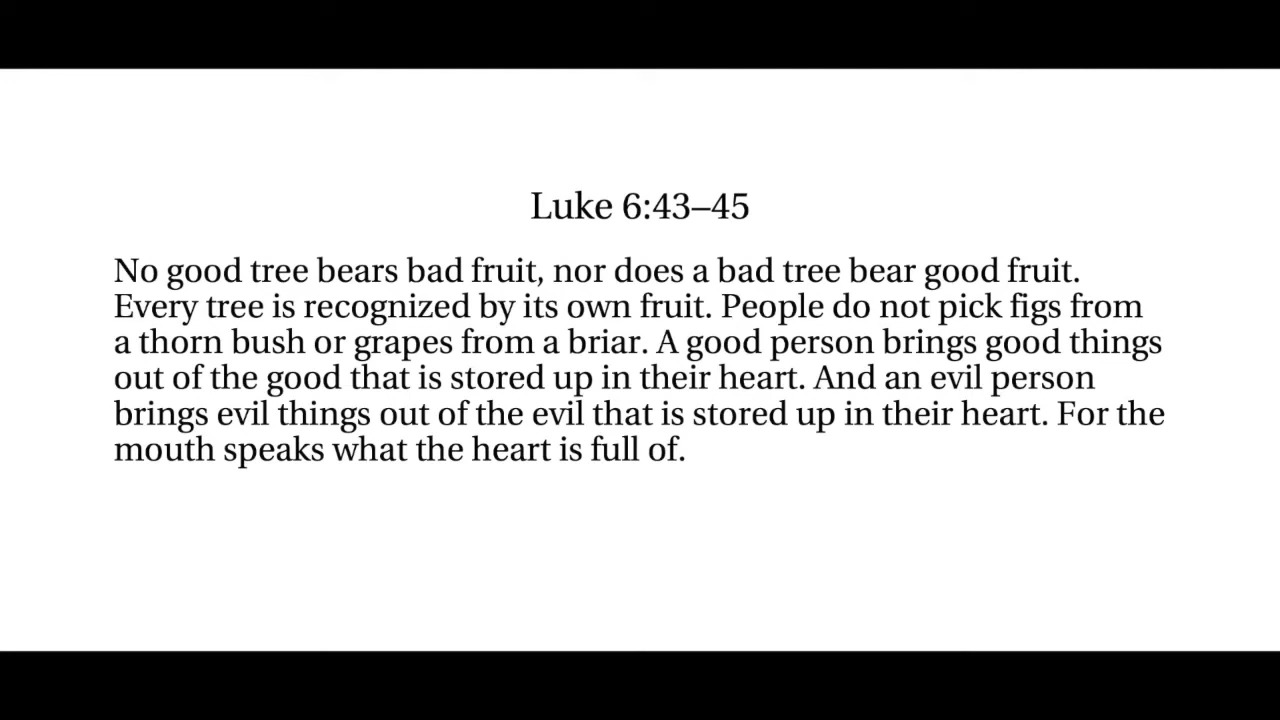 Luke 6:43–45
No good tree bears bad fruit, nor does a bad tree bear good fruit.
Every tree is recognized by its own fruit. People do not pick figs from
a thorn bush or grapes from a briar. A good person brings good things
out of the good that is stored up in their heart. And an evil person
brings evil things out of the evil that is stored up in their heart. For the
mouth speaks what the heart is full of.